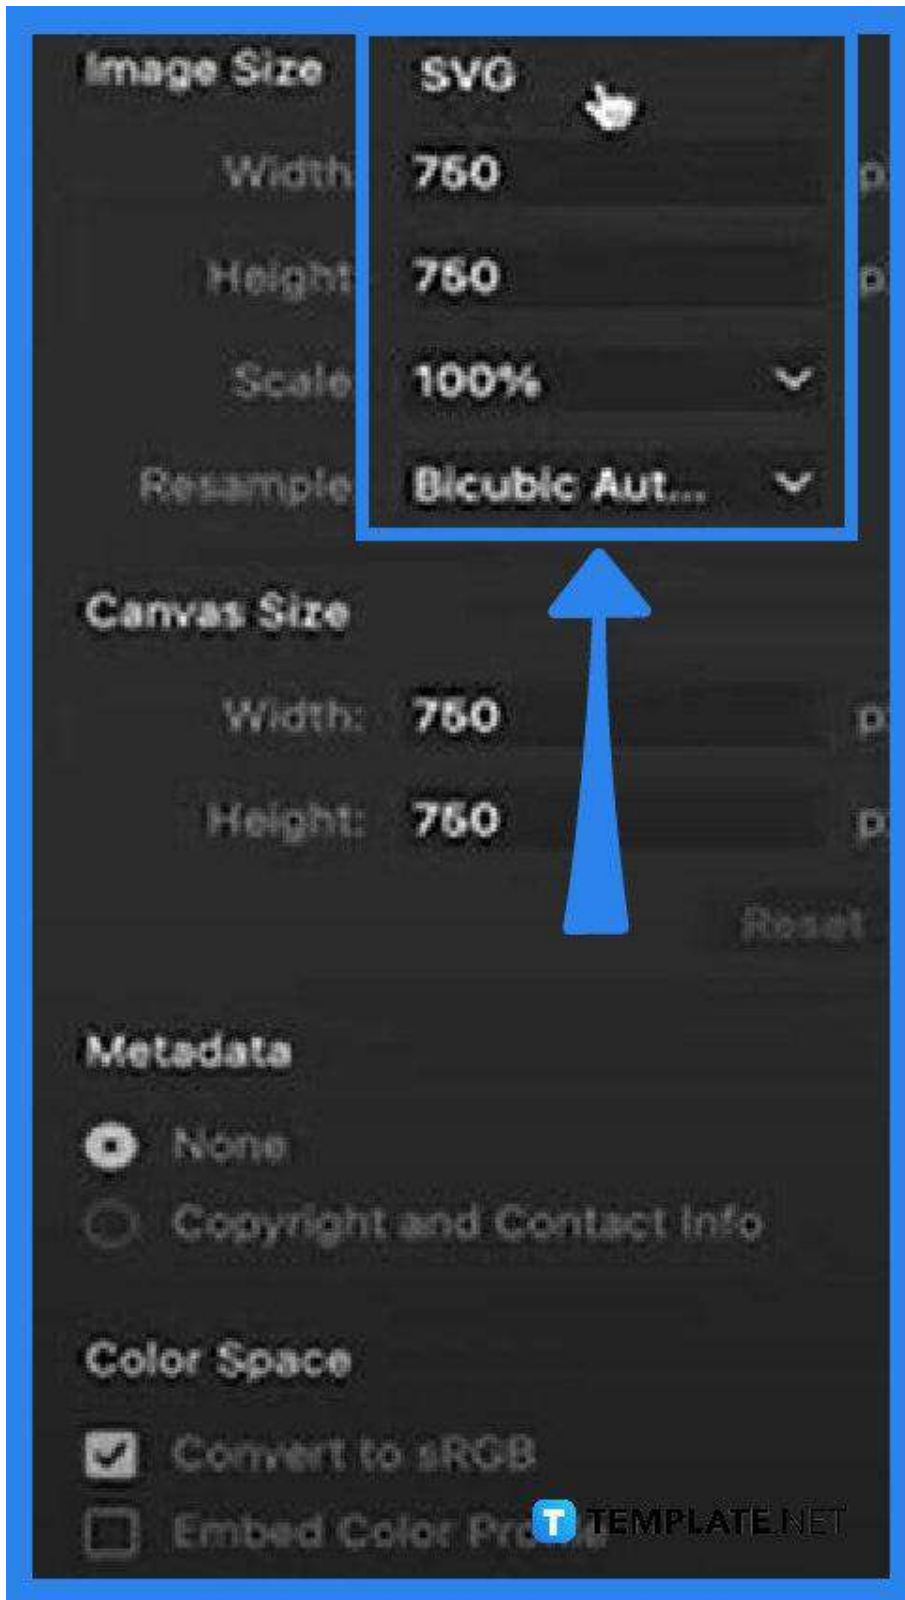 Image Size SVG
Width: 750 p
Height: 750 p
Scale 100%
Resample Bicubic Aut...
Canvas Size
Width: 750 p
Height: 750 p
Reset
Metadata
None
Copyright and Contact Info
Color Space
Convert to sRGB
Embed Color Pro
T TEMPLATE.NET